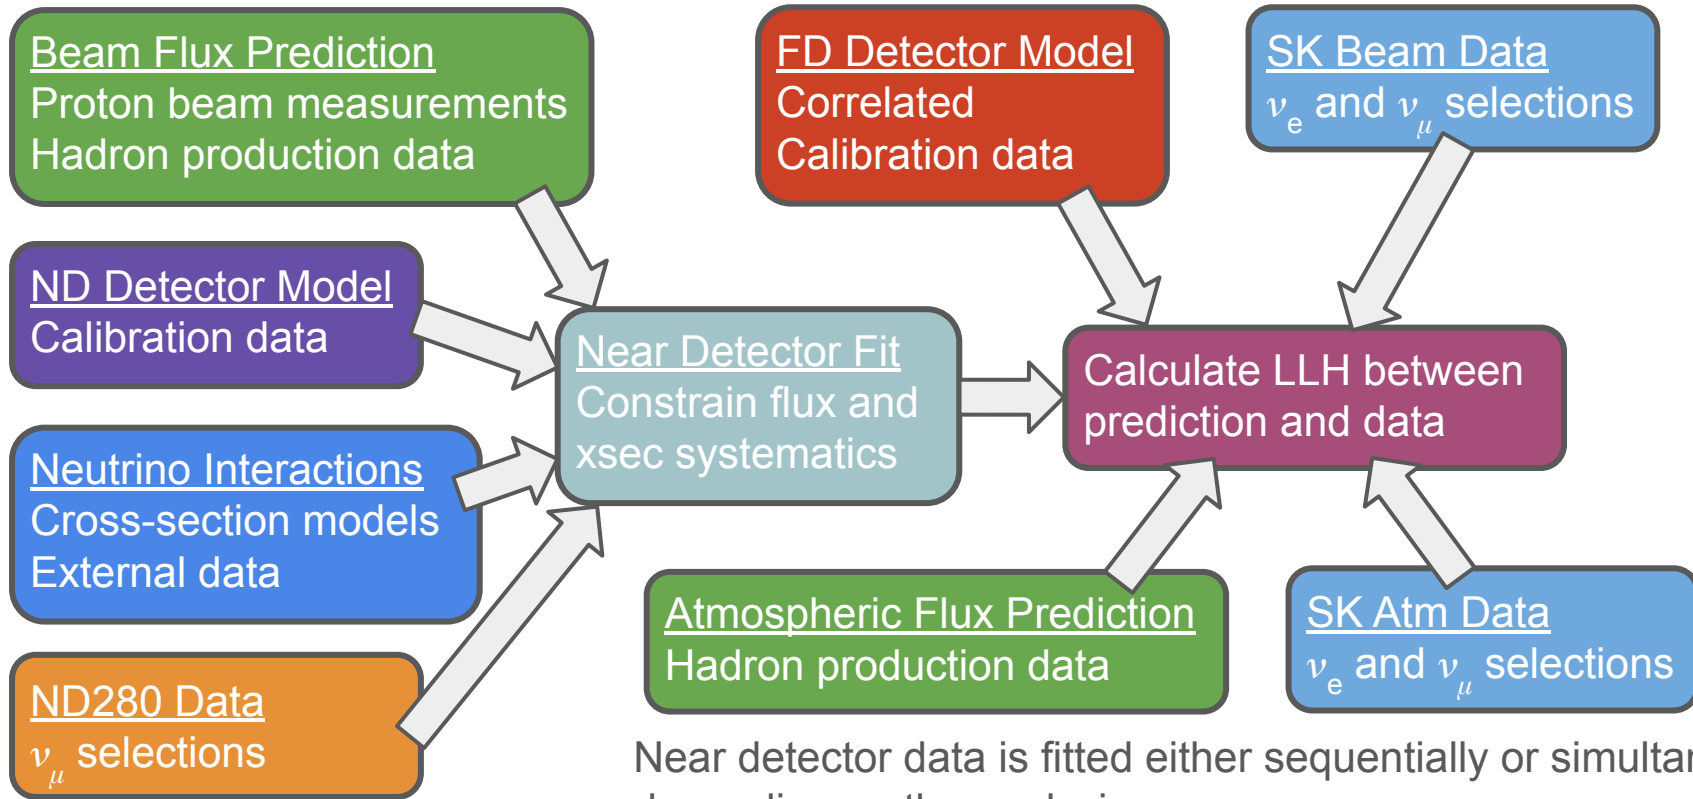 Beam Flux Prediction
Proton beam measurements
Hadron production data
FD Detector Model
Correlated
Calibration data
SK Beam Data
νe and νμ selections
ND Detector Model
Calibration data
Near Detector Fit
Constrain flux and
xsec systematics
Calculate LLH between
prediction and data
Neutrino Interactions
Cross-section models
External data
Atmospheric Flux Prediction
Hadron production data
SK Atm Data
νe and νμ selections
ND280 Data
νμ selections
Near detector data is fitted either sequentially or